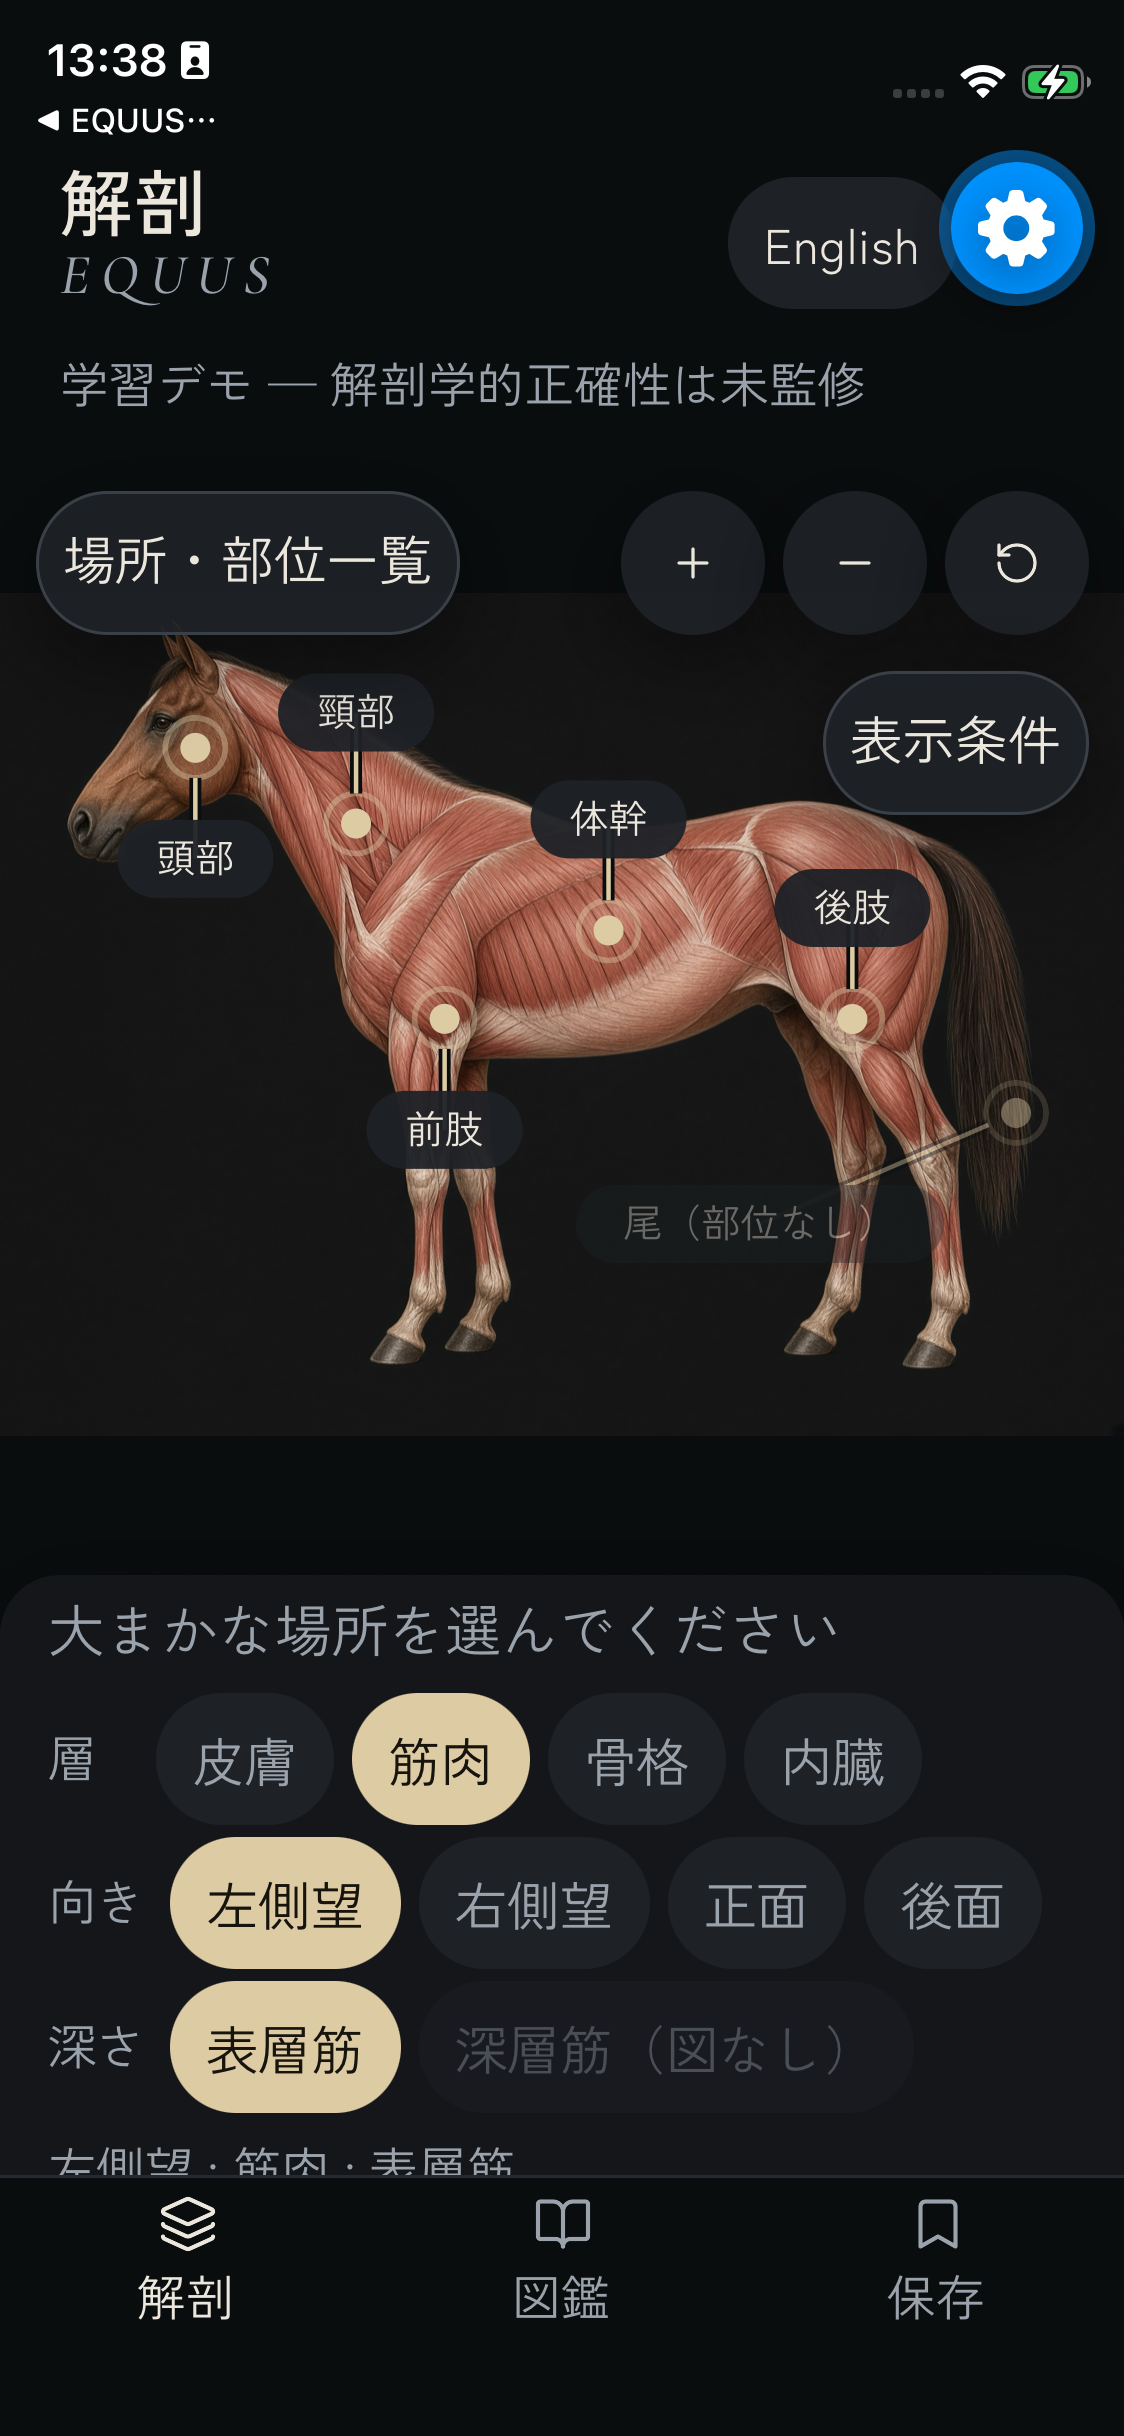 13:38
EQUUS…
解剖
EQUUS
English
学習デモ — 解剖学的正確性は未監修
場所・部位一覧
表示条件
頸部
頭部
体幹
後肢
前肢
尾（部位なし）
大まかな場所を選んでください
層 皮膚 筋肉 骨格 内臓
向き 左側望 右側望 正面 後面
深さ 表層筋 深層筋（図なし）
左側望・筋肉・表層筋
解剖 図鑑 保存